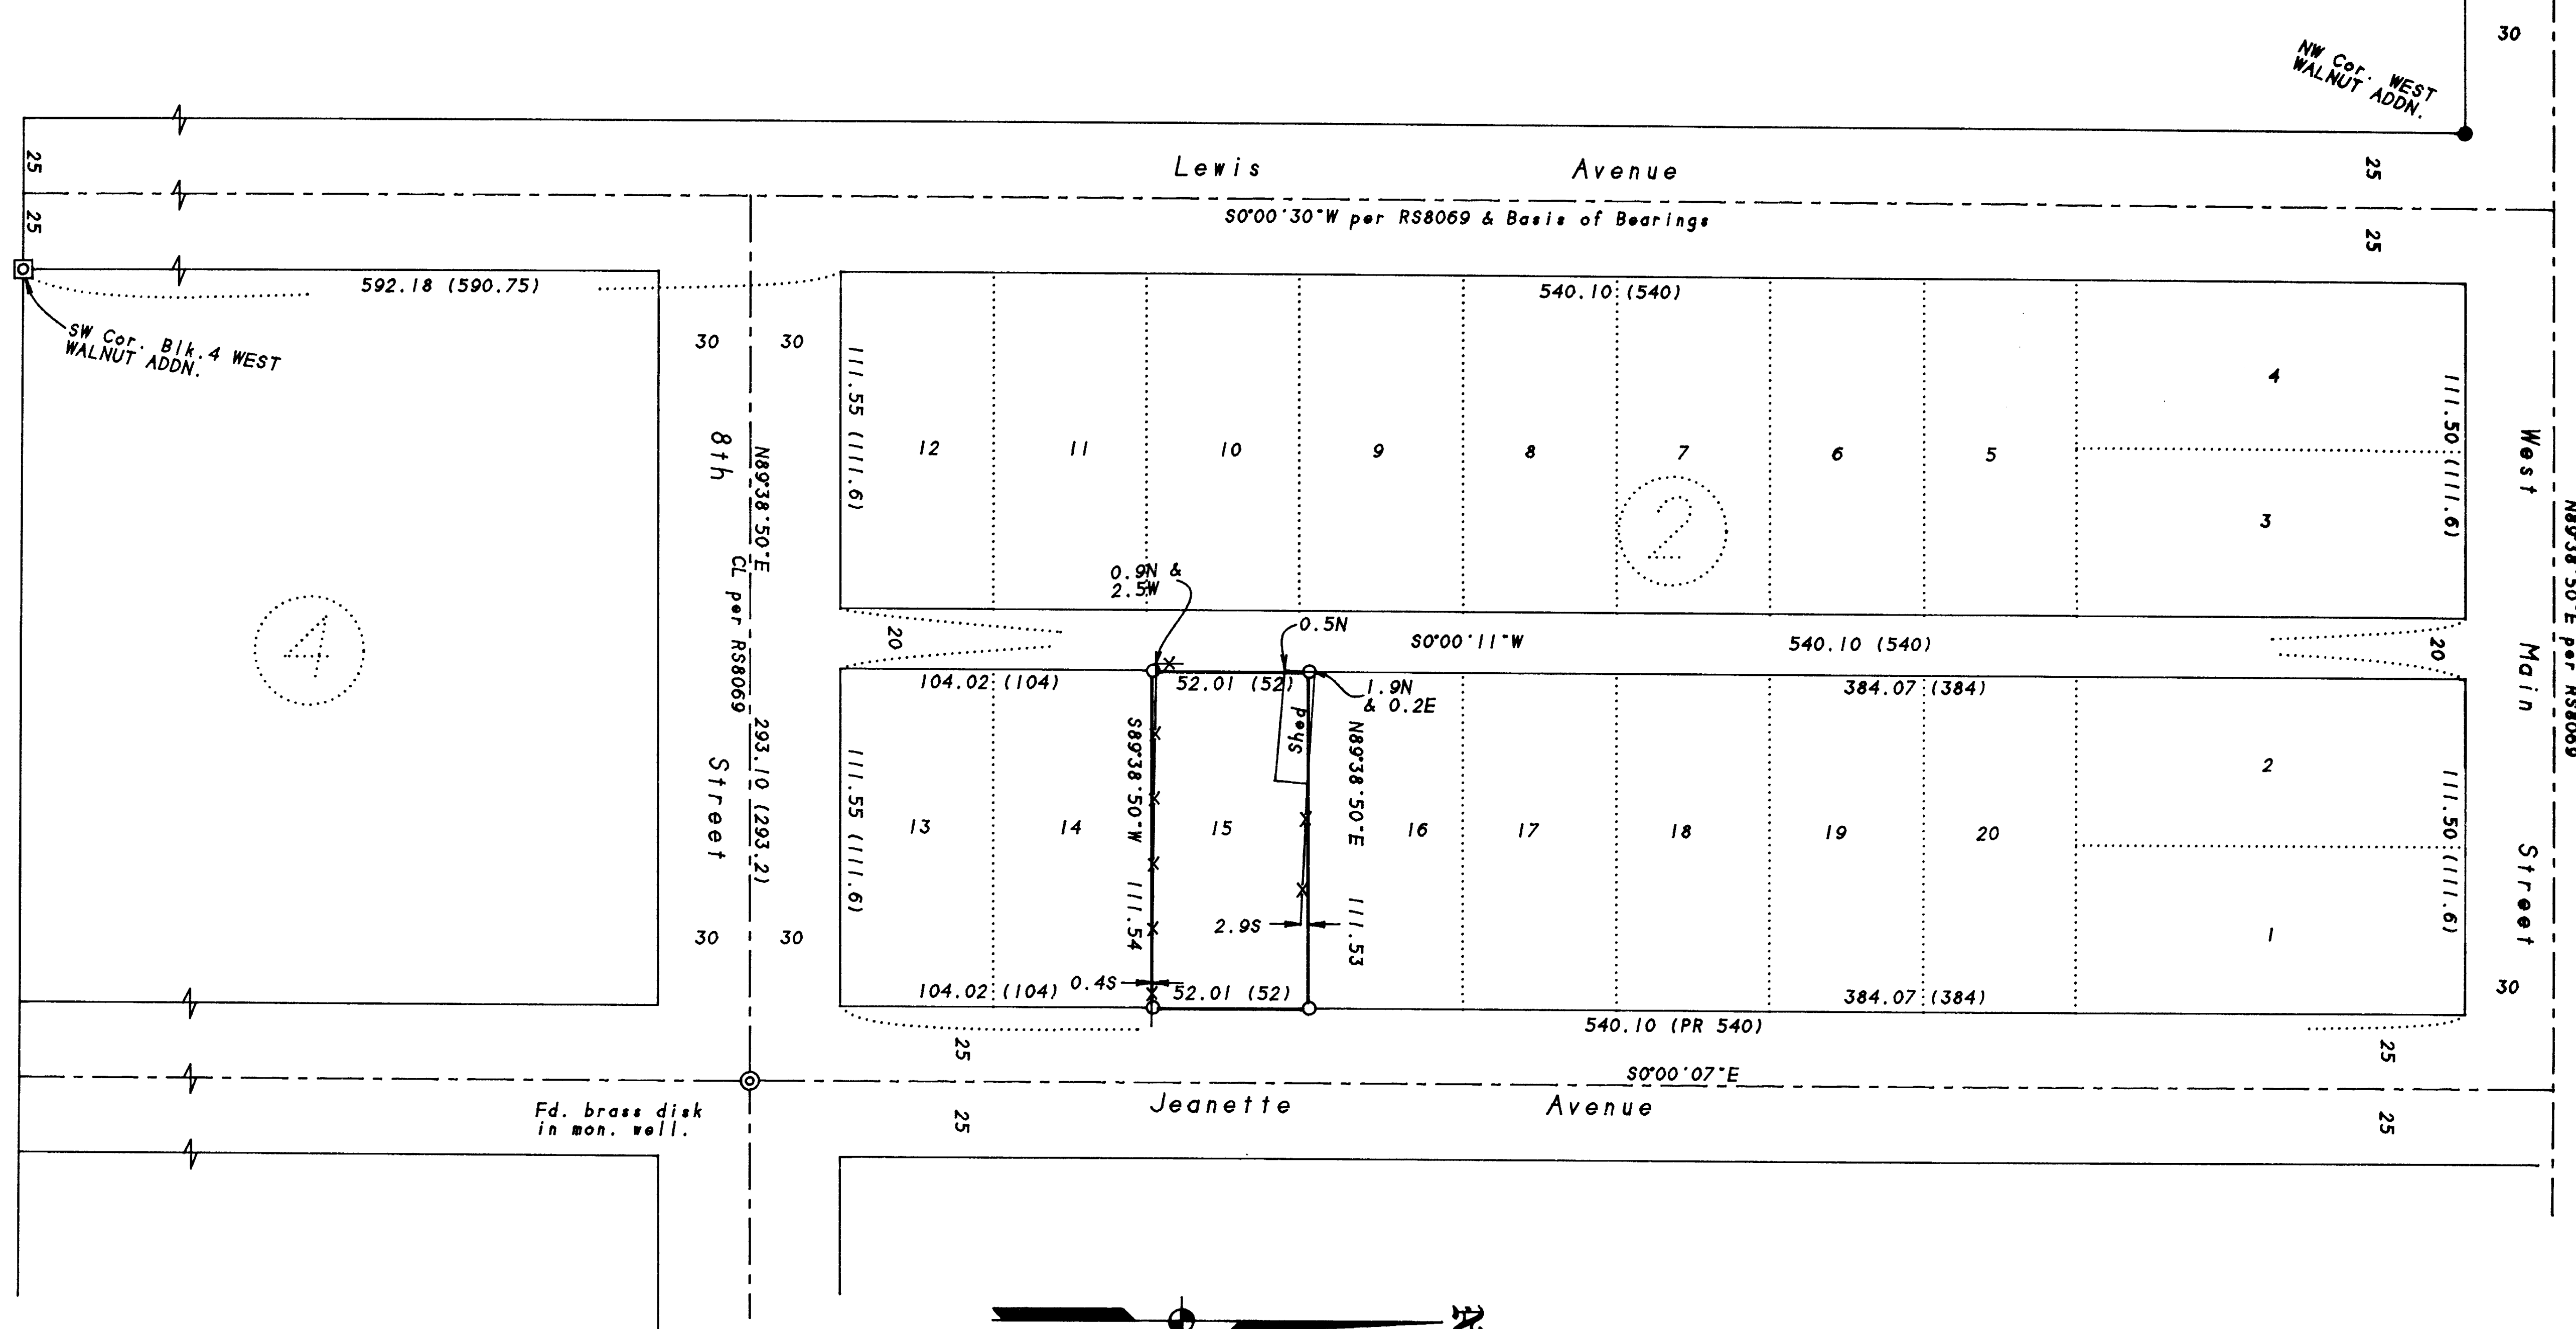 30
NW Cor. WEST
WALNUT ADDN.
25
25
Lewis Avenue
25
25
S0°00'30"W per RS8069 & Basis of Bearings
592.18 (590.75)
540.10 (540)
SW Cor. Blk.4 WEST
WALNUT ADDN.
30
30
111.55 (111.6)
12
11
10
9
8
7
6
5
4
3
111.50 (111.6)
2
4
8th Street
N89°38'50"E
CL per RS8069
293.10 (293.2)
West Main Street
N89°38'50"E per RS8069
0.9N &
2.5W
0.5N
20
S0°00'11"W
540.10 (540)
20
104.02 (104)
52.01 (52)
1.9N
& 0.2E
384.07 (384)
Shed
S89°38'50"W 111.54
N89°38'50"E 111.53
111.55 (111.6)
13
14
15
16
17
18
19
20
2
1
111.50 (111.6)
30
30
2.9S
0.4S
104.02 (104)
52.01 (52)
384.07 (384)
30
540.10 (PR 540)
25
25
S0°00'07"E
Jeanette Avenue
Fd. brass disk
in mon. well.
25
25